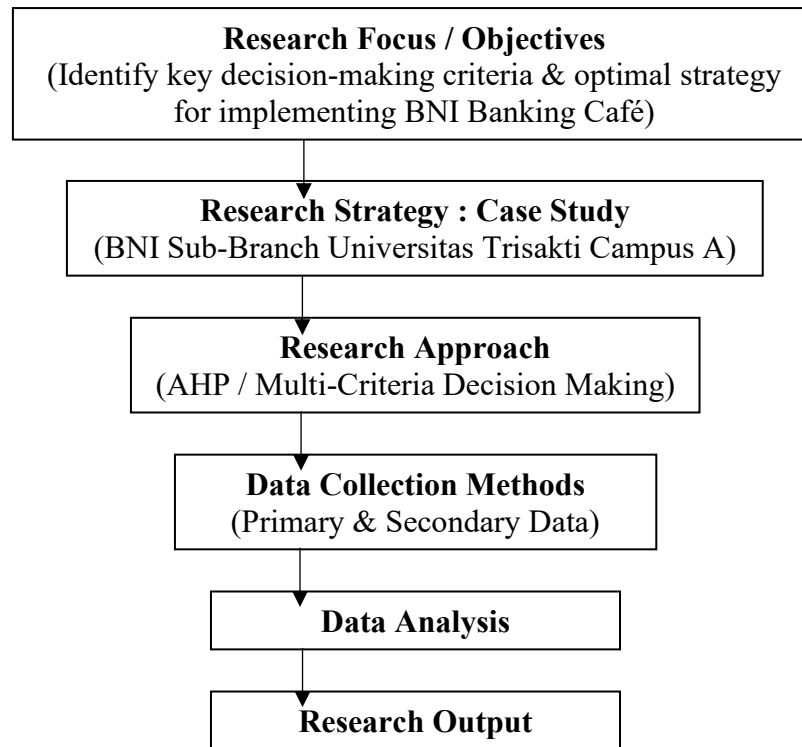 Research Focus / Objectives
(Identify key decision-making criteria & optimal strategy
for implementing BNI Banking Café)
Research Strategy : Case Study
(BNI Sub-Branch Universitas Trisakti Campus A)
Research Approach
(AHP / Multi-Criteria Decision Making)
Data Collection Methods
(Primary & Secondary Data)
Data Analysis
Research Output